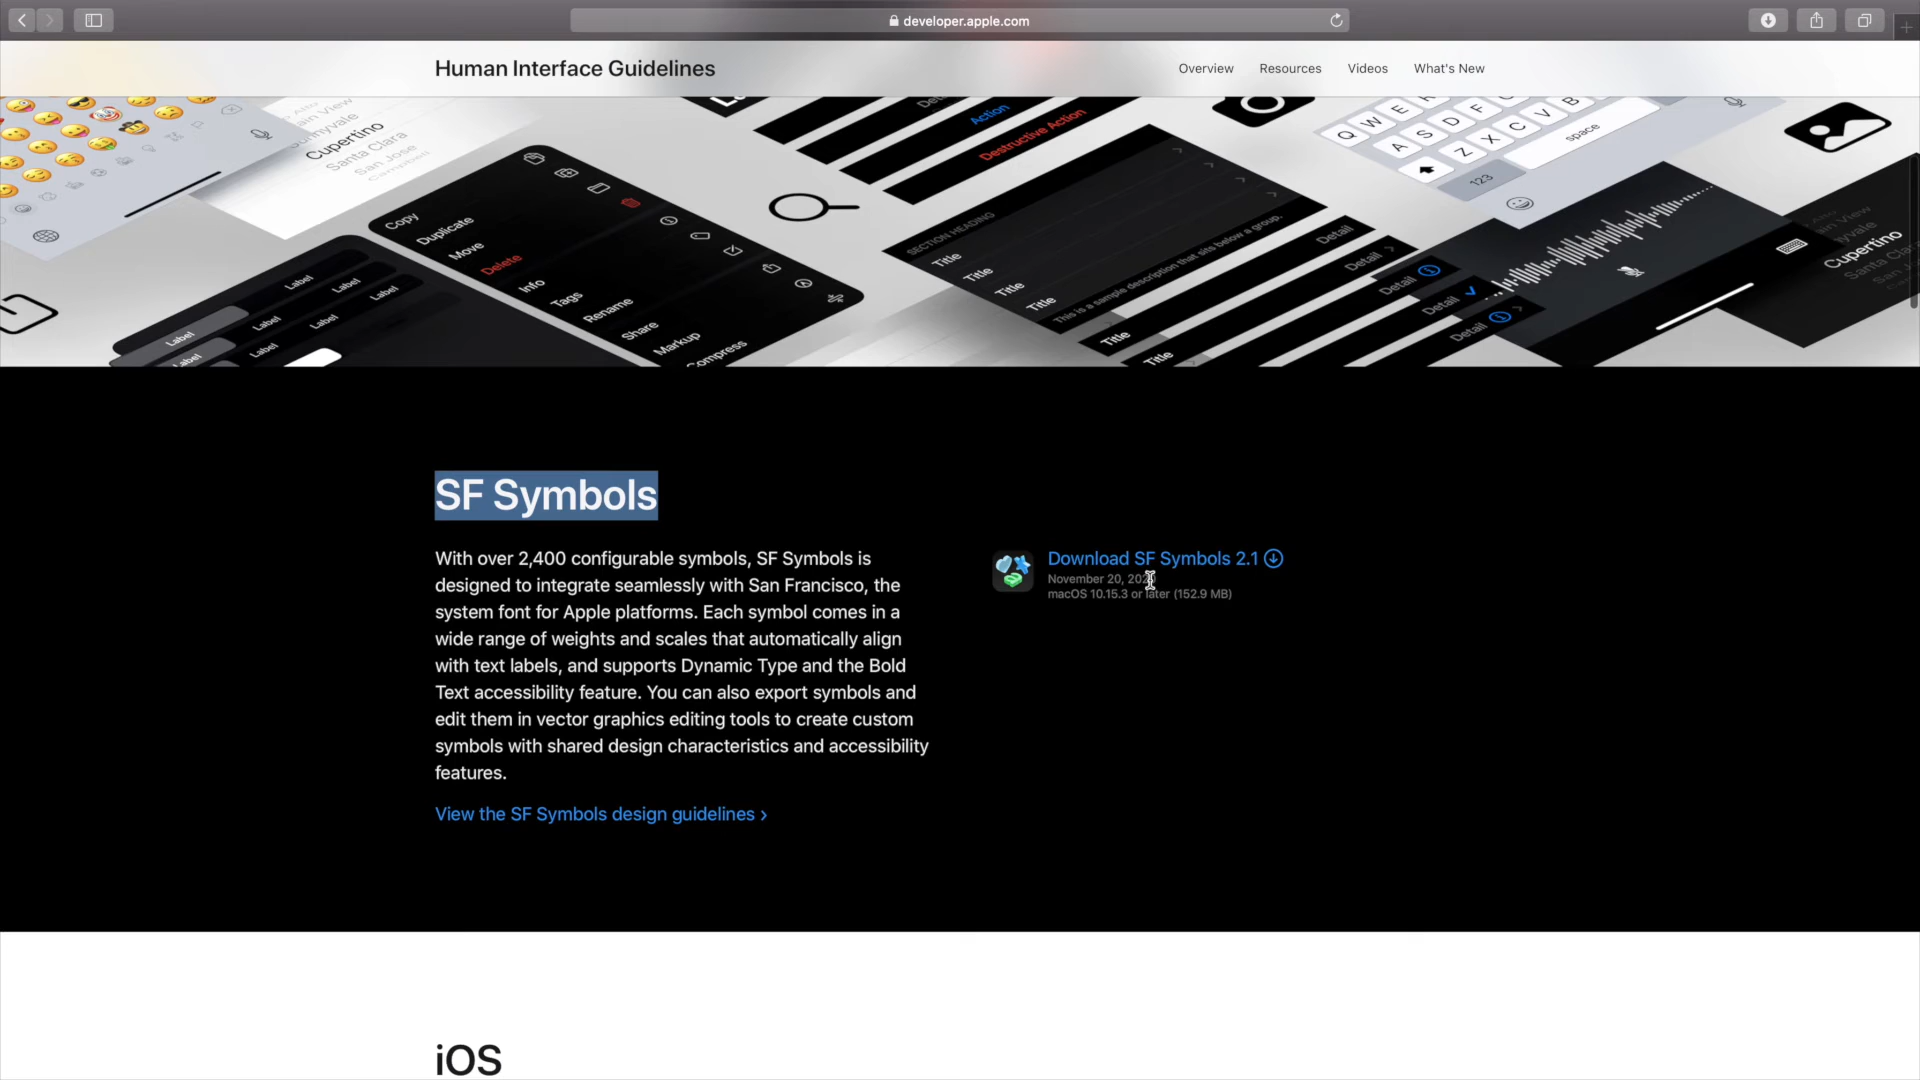 developer.apple.com
Human Interface Guidelines
Overview
Resources
Videos
What's New
Cupertino
Santa Clara
San Jose
Copy
Duplicate
Move
Delete
Info
Tags
Rename
Share
Markup
Compress
Label
Label
Label
Label
Label
Label
Label
Label
Action
Destructive Action
SECTION HEADING
Title
Title
Title
Title
This is a sample description that sits below a group.
Detail
Detail
Detail
Detail
Detail
Title
Title
Q W E
A S D F
Z X C V B
123
space
Cupertino
SF Symbols
With over 2,400 configurable symbols, SF Symbols is
designed to integrate seamlessly with San Francisco, the
system font for Apple platforms. Each symbol comes in a
wide range of weights and scales that automatically align
with text labels, and supports Dynamic Type and the Bold
Text accessibility feature. You can also export symbols and
edit them in vector graphics editing tools to create custom
symbols with shared design characteristics and accessibility
features.
View the SF Symbols design guidelines ›
Download SF Symbols 2.1
November 20, 2020
macOS 10.15.3 or later (152.9 MB)
iOS